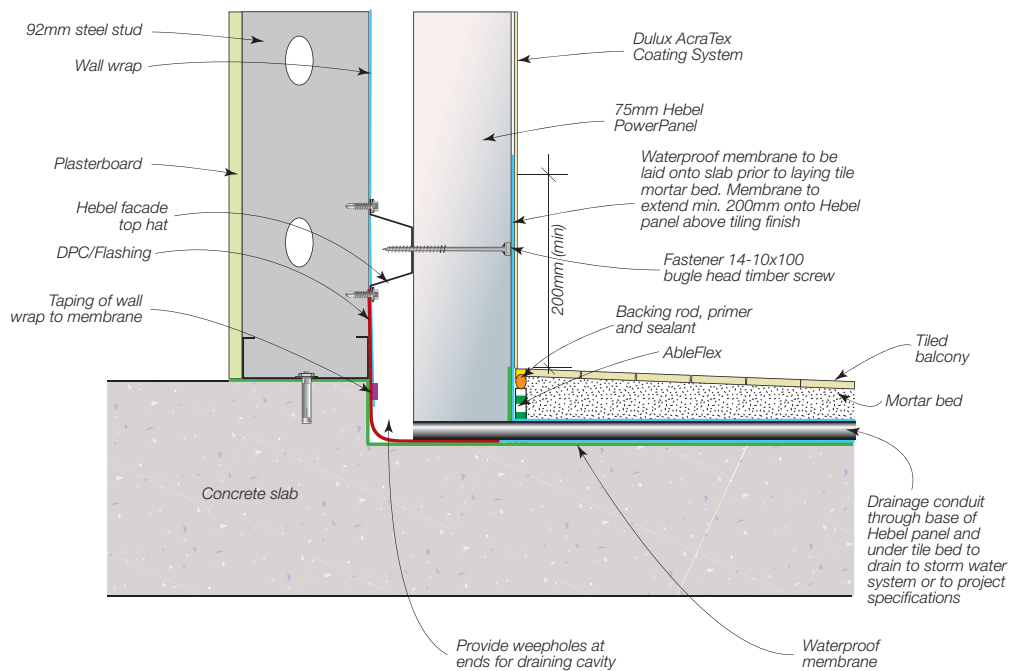 92mm steel stud
Wall wrap
Plasterboard
Hebel facade
top hat
DPC/Flashing
Taping of wall
wrap to membrane
Dulux AcraTex
Coating System
75mm Hebel
PowerPanel
Waterproof membrane to be
laid onto slab prior to laying tile
mortar bed. Membrane to
extend min. 200mm onto Hebel
panel above tiling finish
200mm (min)
Fastener 14-10x100
bugle head timber screw
Backing rod, primer
and sealant
AbleFlex
Tiled
balcony
Mortar bed
Concrete slab
Drainage conduit
through base of
Hebel panel and
under tile bed to
drain to storm water
system or to project
specifications
Provide weepholes at
ends for draining cavity
Waterproof
membrane